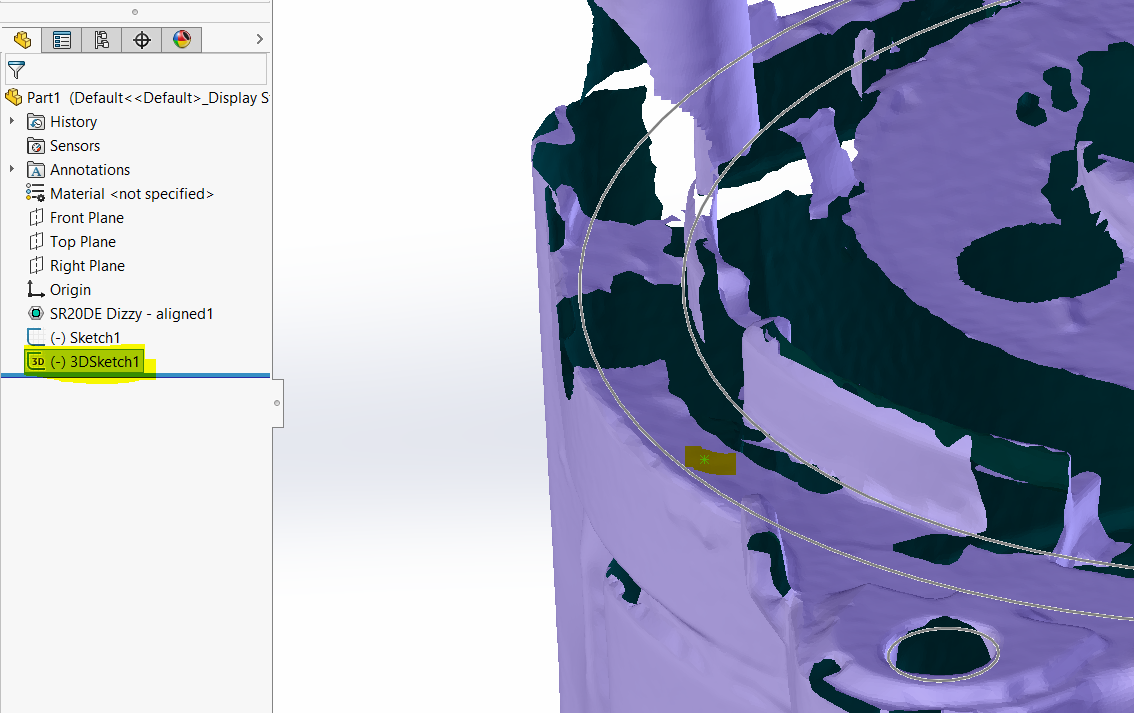 Part1 (Default<<Default>_Display S
History
Sensors
A Annotations
Material <not specified>
Front Plane
Top Plane
Right Plane
Origin
SR20DE Dizzy - aligned1
(-) Sketch1
3D (-) 3DSketch1